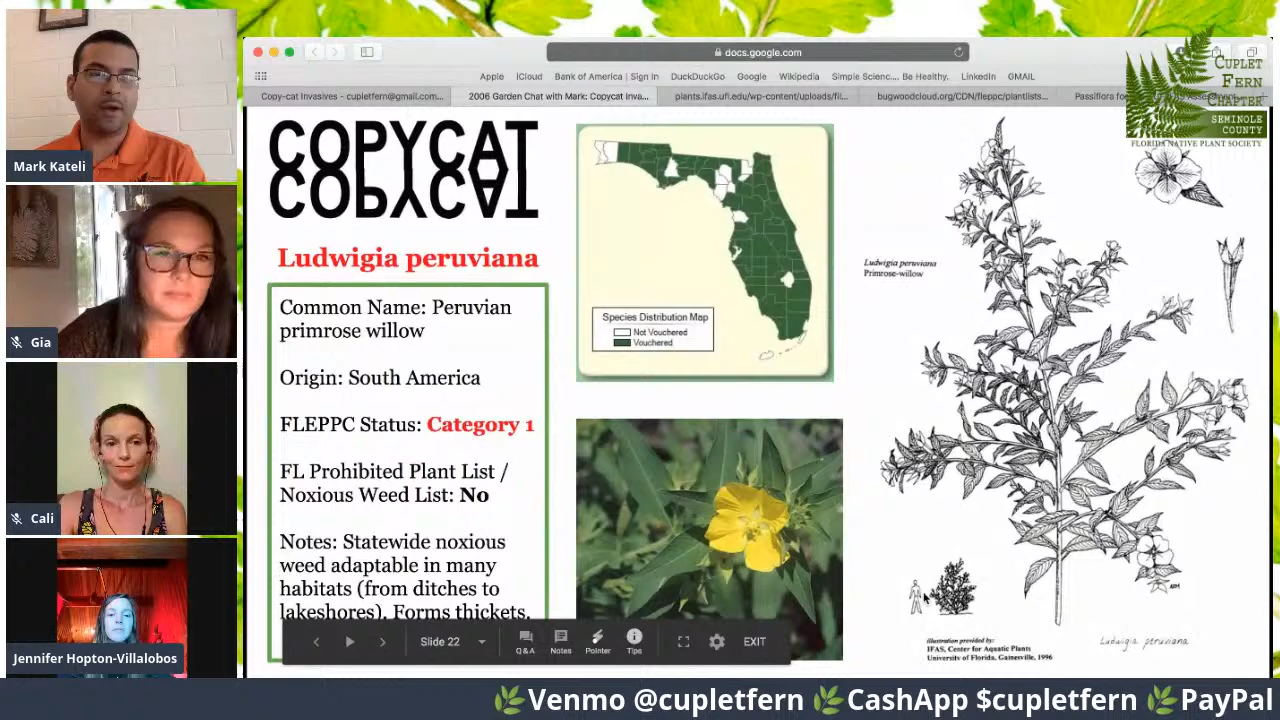 Mark Kateli
Gia
Cali
Jennifer Hopton-Villalobos
docs.google.com
Apple iCloud Bank of America | Sign In DuckDuckGo Google Wikipedia Simple Scienc.... Be Healthy. LinkedIn GMAIL
Copy-cat Invasives - cupletfern@gmail.com... 2006 Garden Chat with Mark: Copycat Inva... plants.ifas.ufl.edu/wp-content/uploads/fil... bugwoodcloud.org/CDN/fleppc/plantlists... Passiflora fo
CUPLET
FERN
CHAPTER
SEMINOLE
COUNTY
FLORIDA NATIVE PLANT SOCIETY
COPYCAT
COPYCAT
Ludwigia peruviana
Common Name: Peruvian
primrose willow
Origin: South America
FLEPPC Status: Category 1
FL Prohibited Plant List /
Noxious Weed List: No
Notes: Statewide noxious
weed adaptable in many
habitats (from ditches to
lakeshores). Forms thickets.
Species Distribution Map
Not Vouchered
Vouchered
Ludwigia peruviana
Primrose-willow
Illustration provided by:
IFAS, Center for Aquatic Plants
University of Florida, Gainesville, 1996
Ludwigia peruviana
Slide 22 Q&A Notes Pointer Tips EXIT
Venmo @cupletfern CashApp $cupletfern PayPal